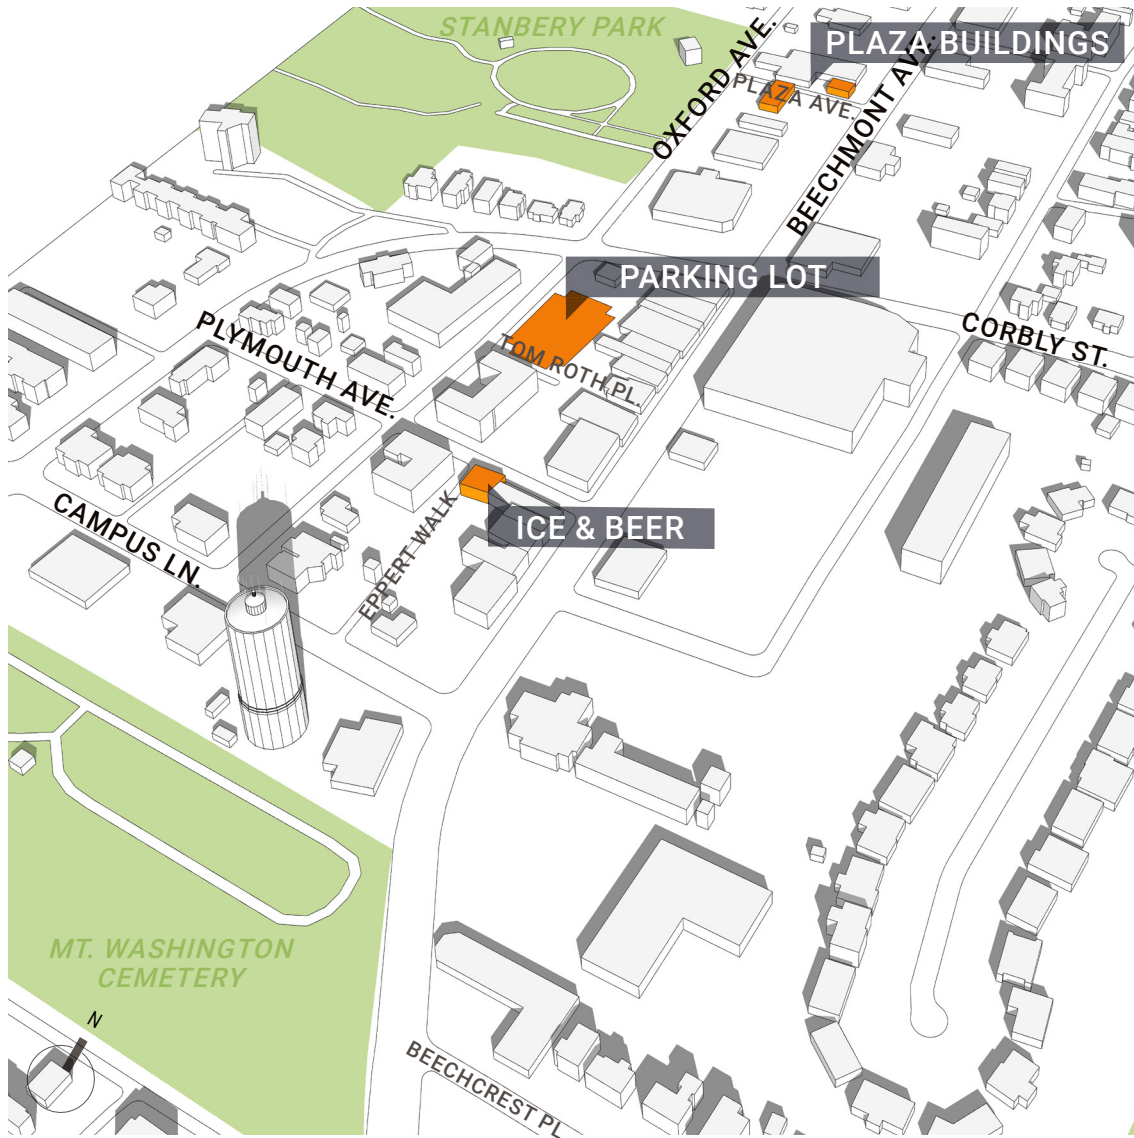 STANBERY PARK
OXFORD AVE.
PLAZA BUILDINGS
PLAZA AVE.
BEECHMONT AVE.
PARKING LOT
CORBLY ST.
PLYMOUTH AVE.
TOM ROTH PL.
ICE & BEER
EPPERT WALK
CAMPUS LN.
MT. WASHINGTON
CEMETERY
N
BEECHCREST PL.